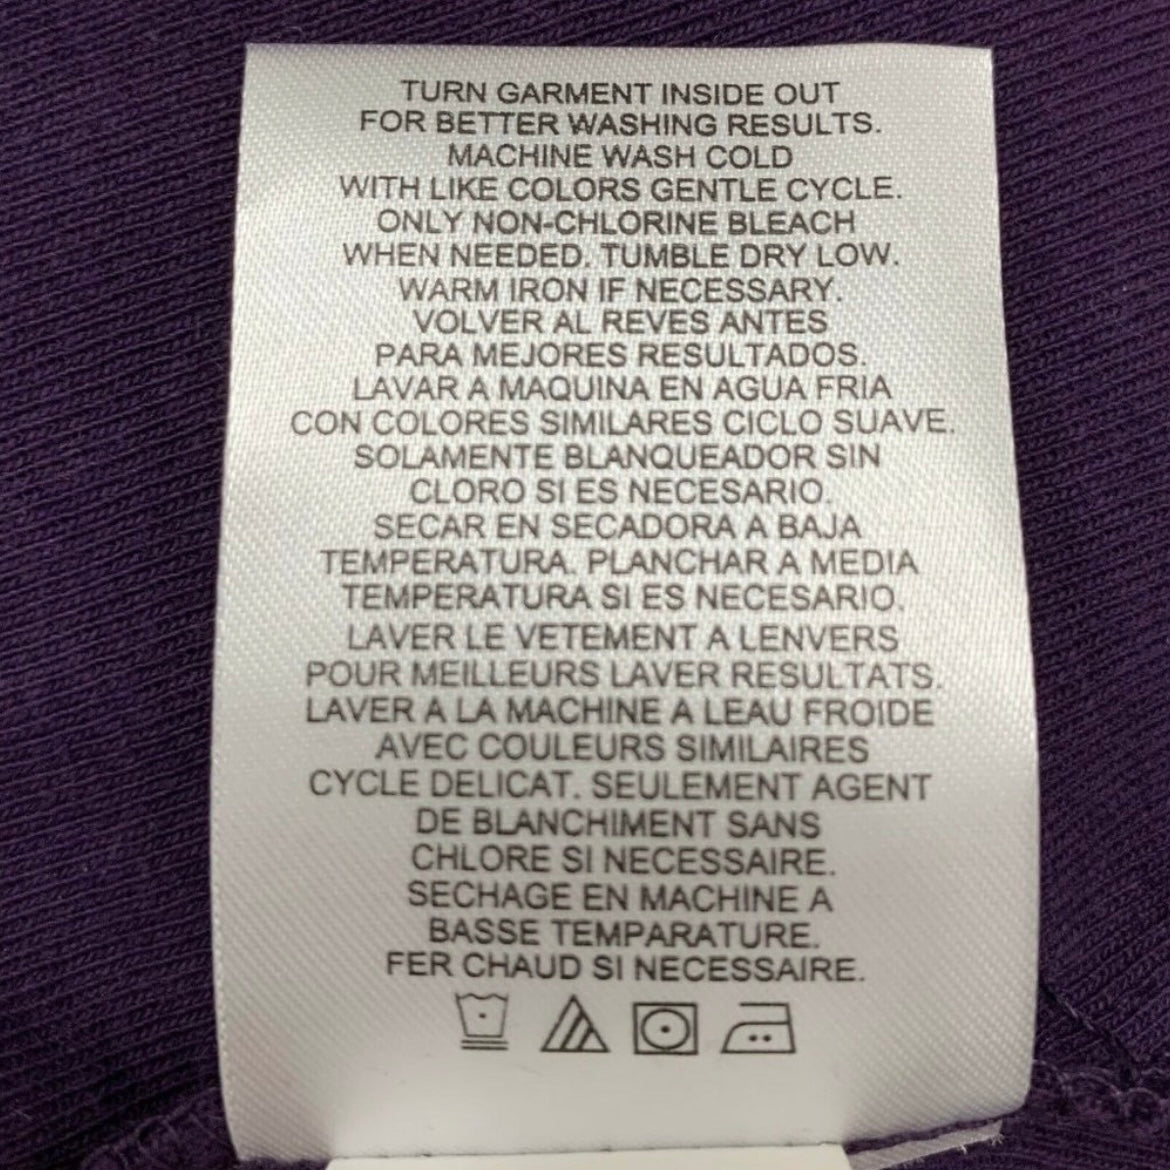 TURN GARMENT INSIDE OUT
FOR BETTER WASHING RESULTS.
MACHINE WASH COLD
WITH LIKE COLORS GENTLE CYCLE.
ONLY NON-CHLORINE BLEACH
WHEN NEEDED. TUMBLE DRY LOW.
WARM IRON IF NECESSARY.
VOLVER AL REVES ANTES
PARA MEJORES RESULTADOS.
LAVAR A MAQUINA EN AGUA FRIA
CON COLORES SIMILARES CICLO SUAVE.
SOLAMENTE BLANQUEADOR SIN
CLORO SI ES NECESARIO.
SECAR EN SECADORA A BAJA
TEMPERATURA. PLANCHAR A MEDIA
TEMPERATURA SI ES NECESARIO.
LAVER LE VETEMENT A LENVERS
POUR MEILLEURS LAVER RESULTATS.
LAVER A LA MACHINE A LEAU FROIDE
AVEC COULEURS SIMILAIRES
CYCLE DELICAT. SEULEMENT AGENT
DE BLANCHIMENT SANS
CHLORE SI NECESSAIRE.
SECHAGE EN MACHINE A
BASSE TEMPARATURE.
FER CHAUD SI NECESSAIRE.